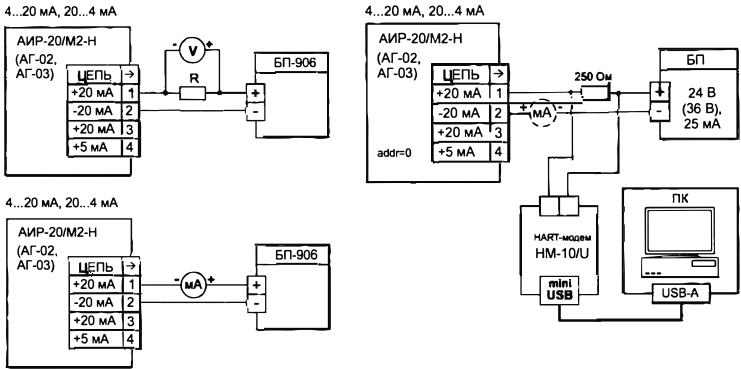 4...20 мА, 20...4 мА
АИР-20/М2-Н
(АГ-02,
АГ-03)
ЦЕПЬ →
+20 мА 1
-20 мА 2
+20 мА 3
+5 мА 4
- V +
R
БП-906
+
-
4...20 мА, 20...4 мА
АИР-20/М2-Н
(АГ-02,
АГ-03)
ЦЕПЬ →
+20 мА 1
-20 мА 2
+20 мА 3
+5 мА 4
- мА +
БП-906
+
-
4...20 мА, 20...4 мА
АИР-20/М2-Н
(АГ-02,
АГ-03)
ЦЕПЬ →
+20 мА 1
-20 мА 2
+20 мА 3
+5 мА 4
addr=0
250 Ом
+ мА -
БП
+
-
24 В
(36 В),
25 мА
HART-модем
НМ-10/U
mini
USB
ПК
USB-A